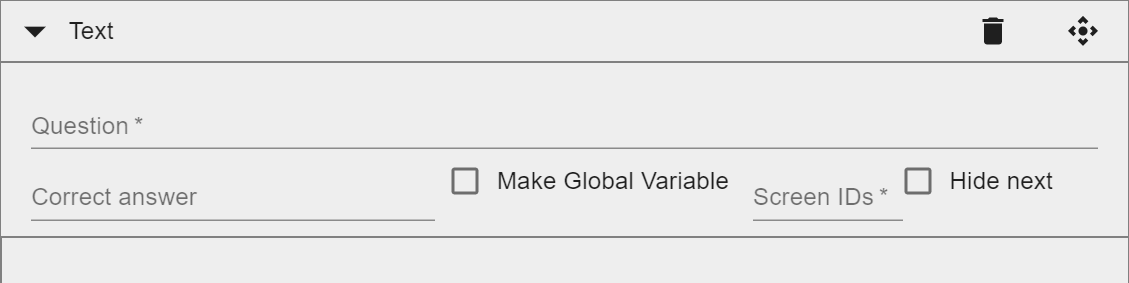 Text
Question *
Correct answer
Make Global Variable
Screen IDs *
Hide next